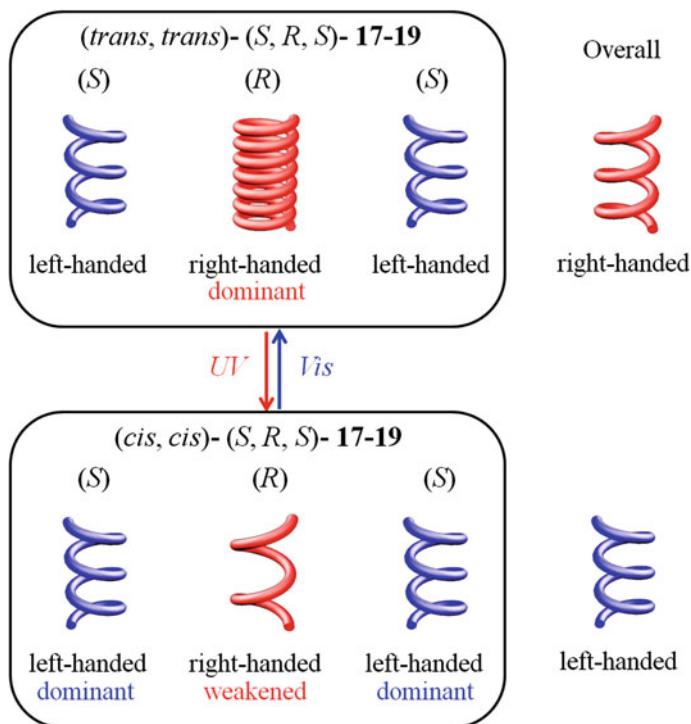 (trans, trans)- (S, R, S)- 17-19
Overall
(S) (R) (S)
left-handed right-handed left-handed right-handed
dominant
UV Vis
(cis, cis)- (S, R, S)- 17-19
(S) (R) (S)
left-handed right-handed left-handed left-handed
dominant weakened dominant